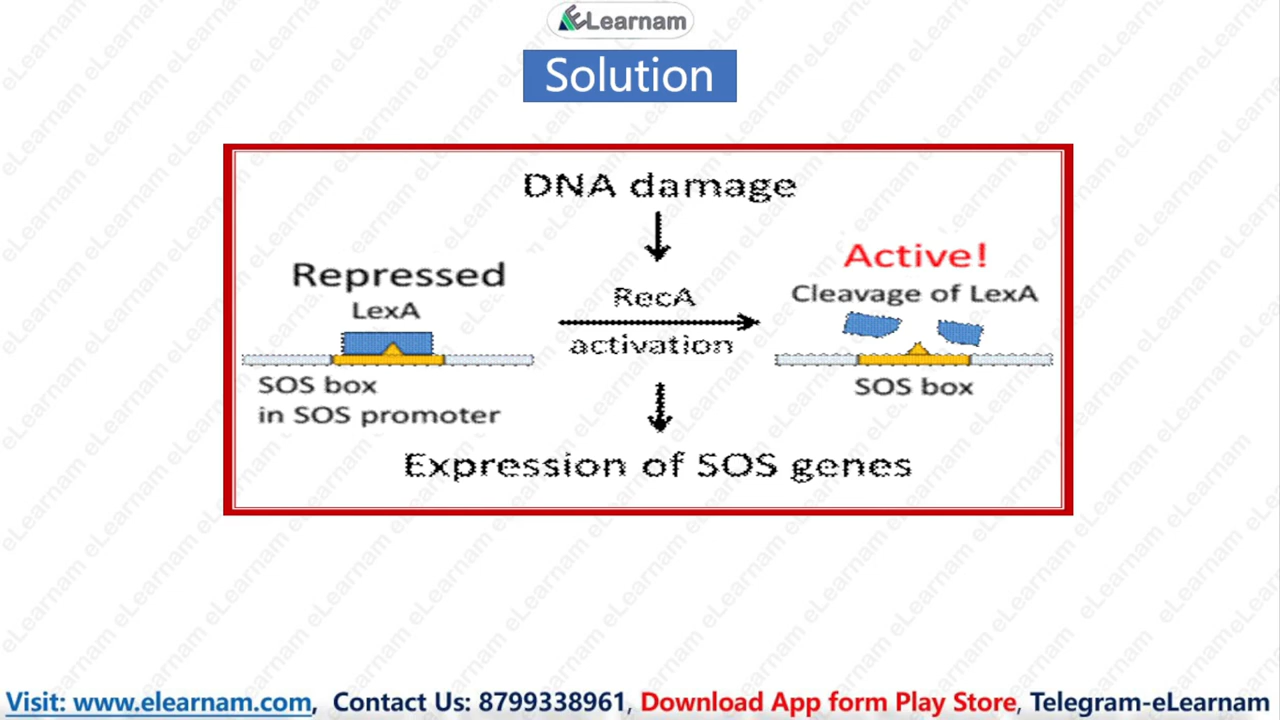 ELearnam
Solution
DNA damage
Repressed
LexA
SOS box
in SOS promoter
RecA
activation
Active!
Cleavage of LexA
SOS box
Expression of SOS genes
Visit: www.elearnam.com, Contact Us: 8799338961, Download App form Play Store, Telegram-eLearnam